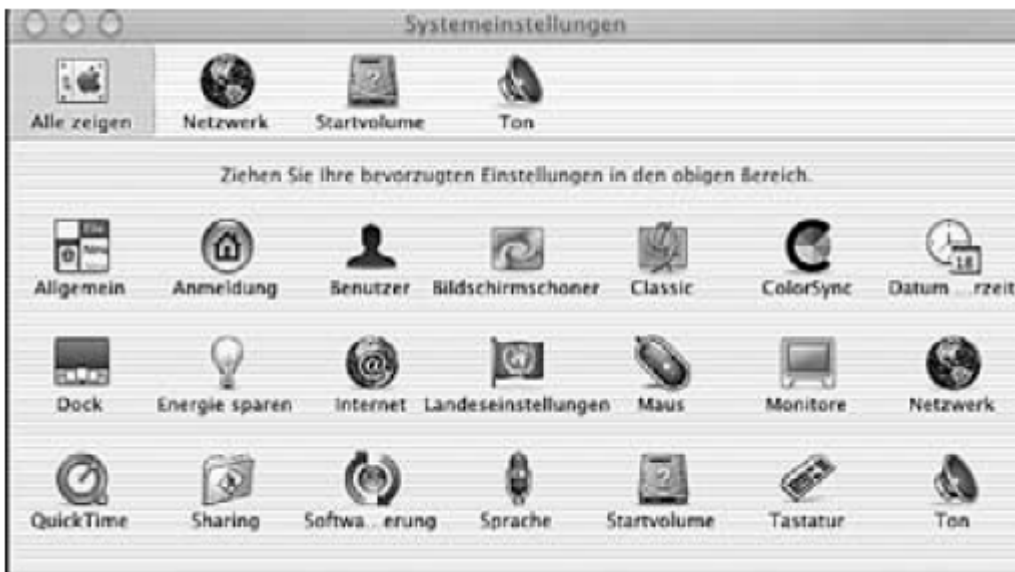 Systemeinstellungen
Alle zeigen Netzwerk Startvolume Ton
Ziehen Sie Ihre bevorzugten Einstellungen in den obigen Bereich.
Allgemein Anmeldung Benutzer Bildschirmschoner Classic ColorSync Datum ...rzeit
Dock Energie sparen Internet Landeseinstellungen Maus Monitore Netzwerk
QuickTime Sharing Softwa...erung Sprache Startvolume Tastatur Ton